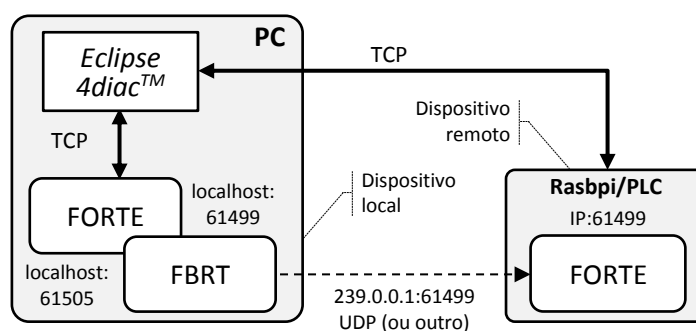 PC
Eclipse
4diac™
TCP
TCP
Dispositivo
remoto
Dispositivo
local
localhost:
61499
FORTE
localhost:
61505
FBRT
239.0.0.1:61499
UDP (ou outro)
Rasbpi/PLC
IP:61499
FORTE